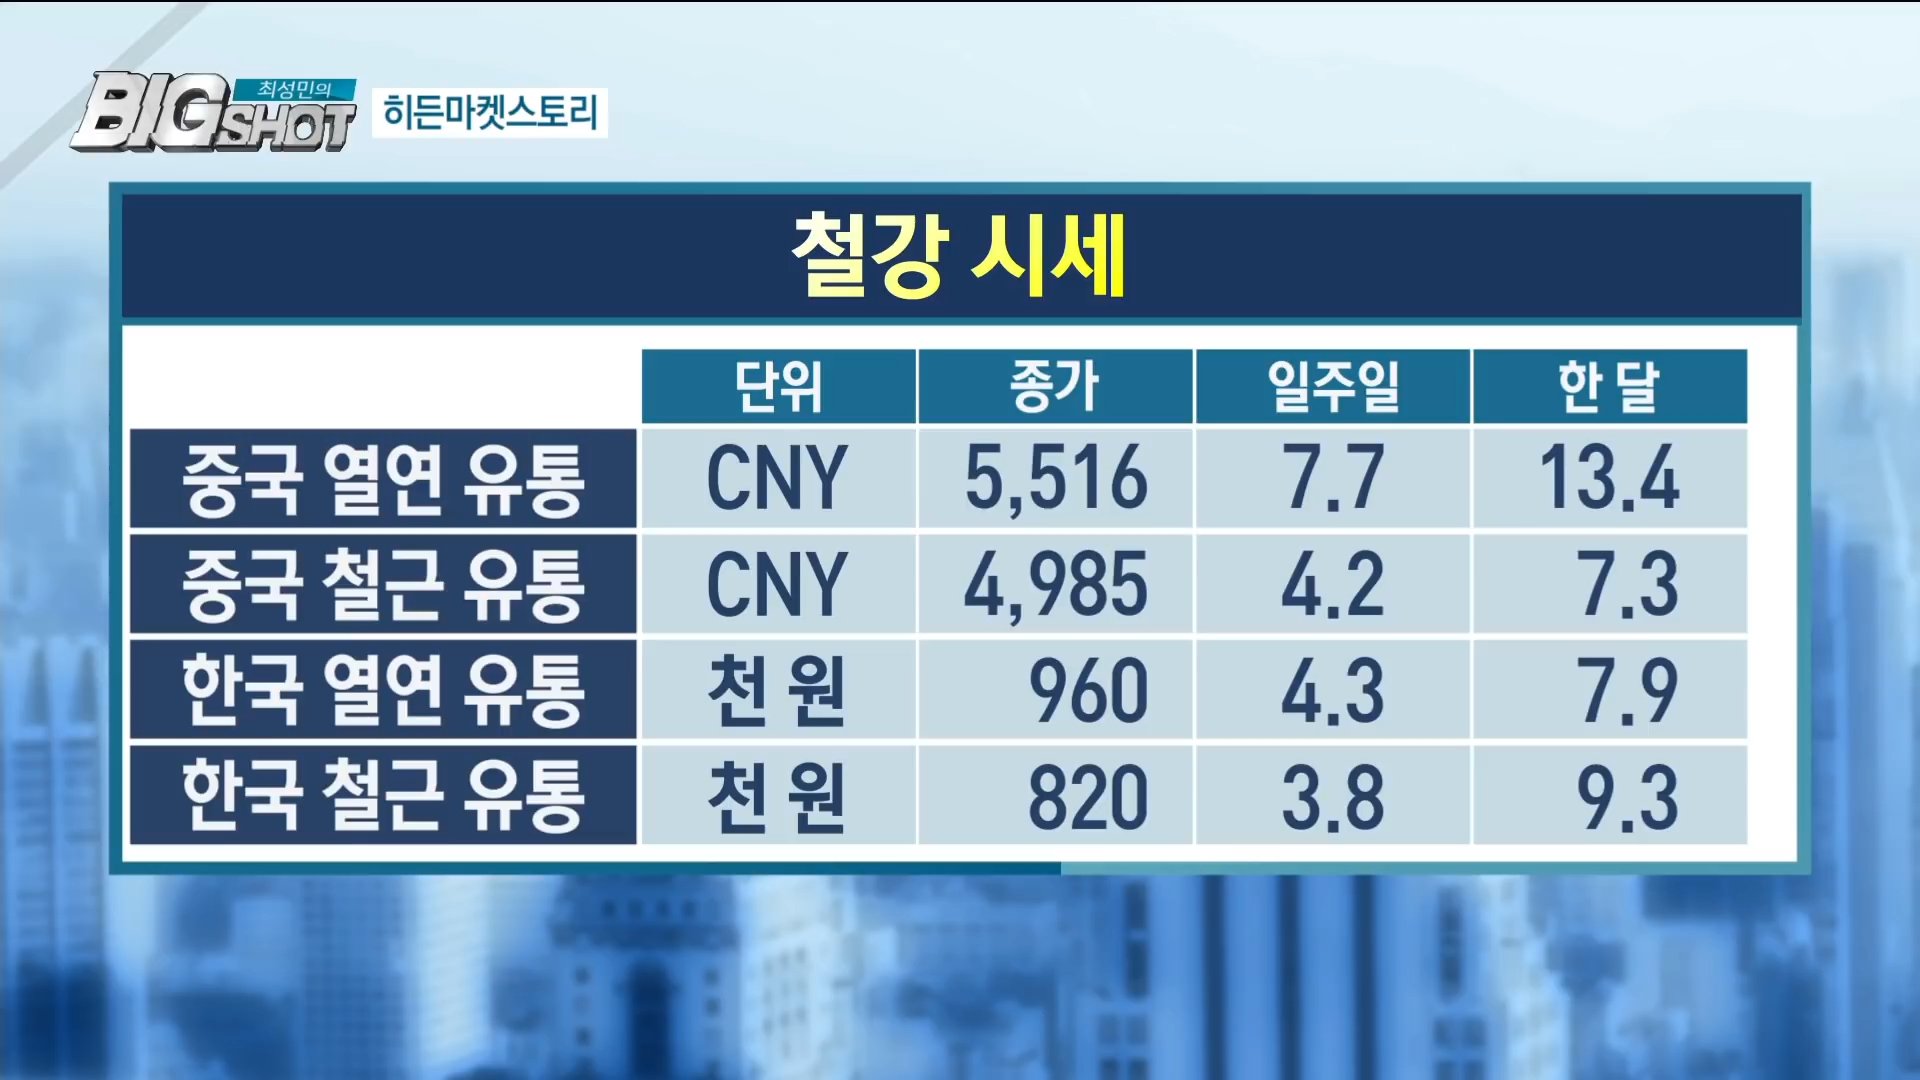 BIG SHOT 최성민의
히든마켓스토리
철강 시세
단위 종가 일주일 한 달
중국 열연 유통 CNY 5,516 7.7 13.4
중국 철근 유통 CNY 4,985 4.2 7.3
한국 열연 유통 천 원 960 4.3 7.9
한국 철근 유통 천 원 820 3.8 9.3